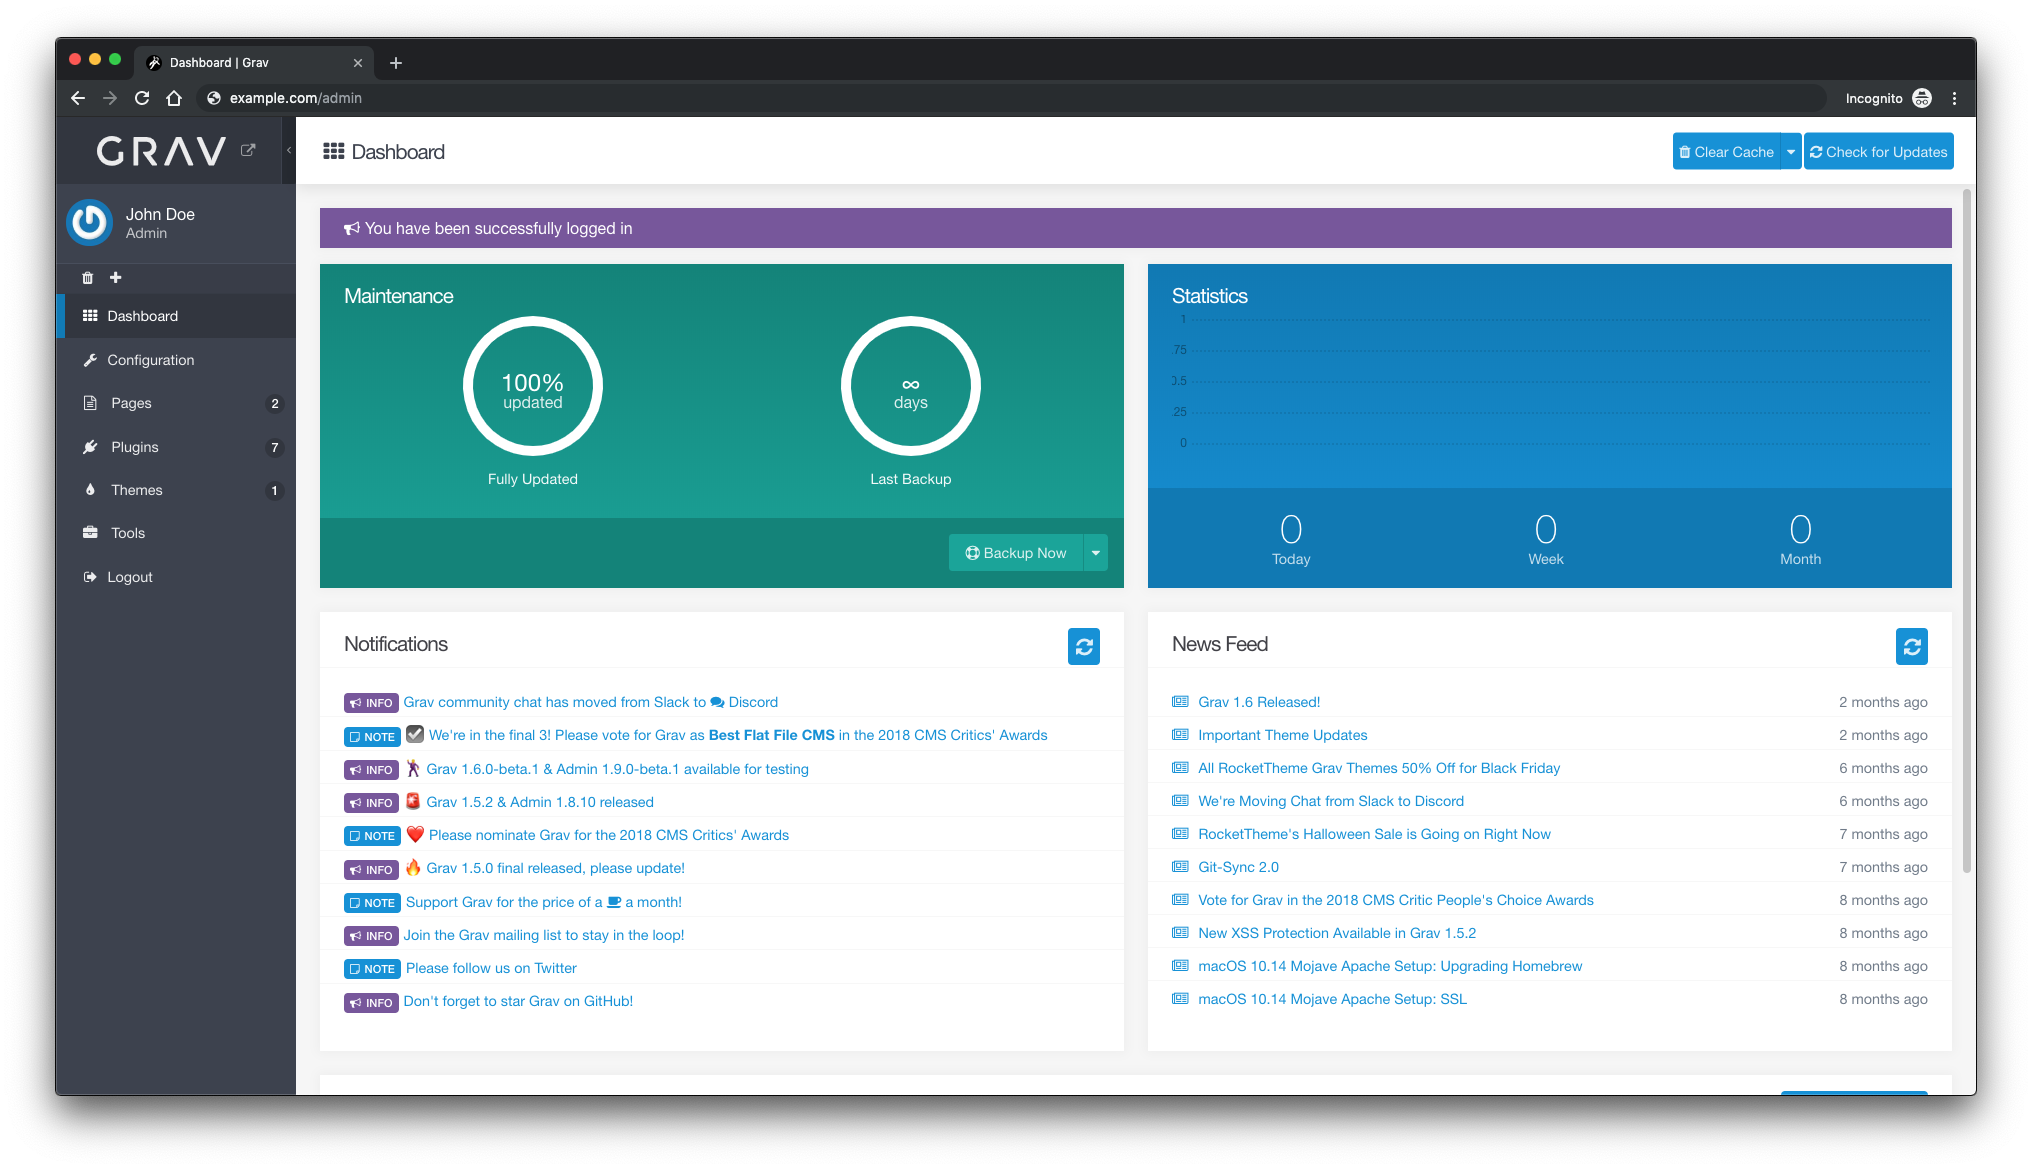 Dashboard | Grav
example.com/admin
Incognito
GRAV
Dashboard
Clear Cache
Check for Updates
John Doe
Admin
Dashboard
Configuration
Pages 2
Plugins 7
Themes 1
Tools
Logout
You have been successfully logged in
Maintenance
100%
updated
Fully Updated
∞
days
Last Backup
Backup Now
Statistics
1
.75
0.5
.25
0
0
Today
0
Week
0
Month
Notifications
INFO Grav community chat has moved from Slack to Discord
NOTE We're in the final 3! Please vote for Grav as Best Flat File CMS in the 2018 CMS Critics' Awards
INFO Grav 1.6.0-beta.1 & Admin 1.9.0-beta.1 available for testing
INFO Grav 1.5.2 & Admin 1.8.10 released
NOTE Please nominate Grav for the 2018 CMS Critics' Awards
INFO Grav 1.5.0 final released, please update!
NOTE Support Grav for the price of a a month!
INFO Join the Grav mailing list to stay in the loop!
NOTE Please follow us on Twitter
INFO Don't forget to star Grav on GitHub!
News Feed
Grav 1.6 Released! 2 months ago
Important Theme Updates 2 months ago
All RocketTheme Grav Themes 50% Off for Black Friday 6 months ago
We're Moving Chat from Slack to Discord 6 months ago
RocketTheme's Halloween Sale is Going on Right Now 7 months ago
Git-Sync 2.0 7 months ago
Vote for Grav in the 2018 CMS Critic People's Choice Awards 8 months ago
New XSS Protection Available in Grav 1.5.2 8 months ago
macOS 10.14 Mojave Apache Setup: Upgrading Homebrew 8 months ago
macOS 10.14 Mojave Apache Setup: SSL 8 months ago